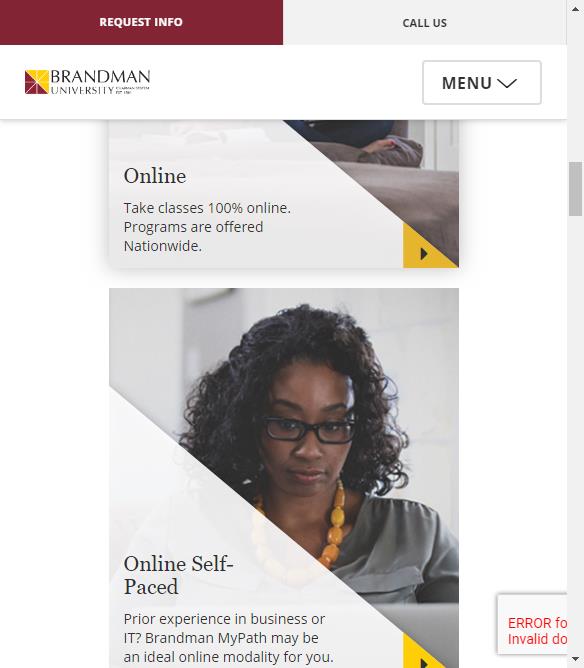 REQUEST INFO
CALL US
BRANDMAN
UNIVERSITY
MENU
Online
Take classes 100% online.
Programs are offered
Nationwide.
Online Self-
Paced
Prior experience in business or
IT? Brandman MyPath may be
an ideal online modality for you.
ERROR fo
Invalid do